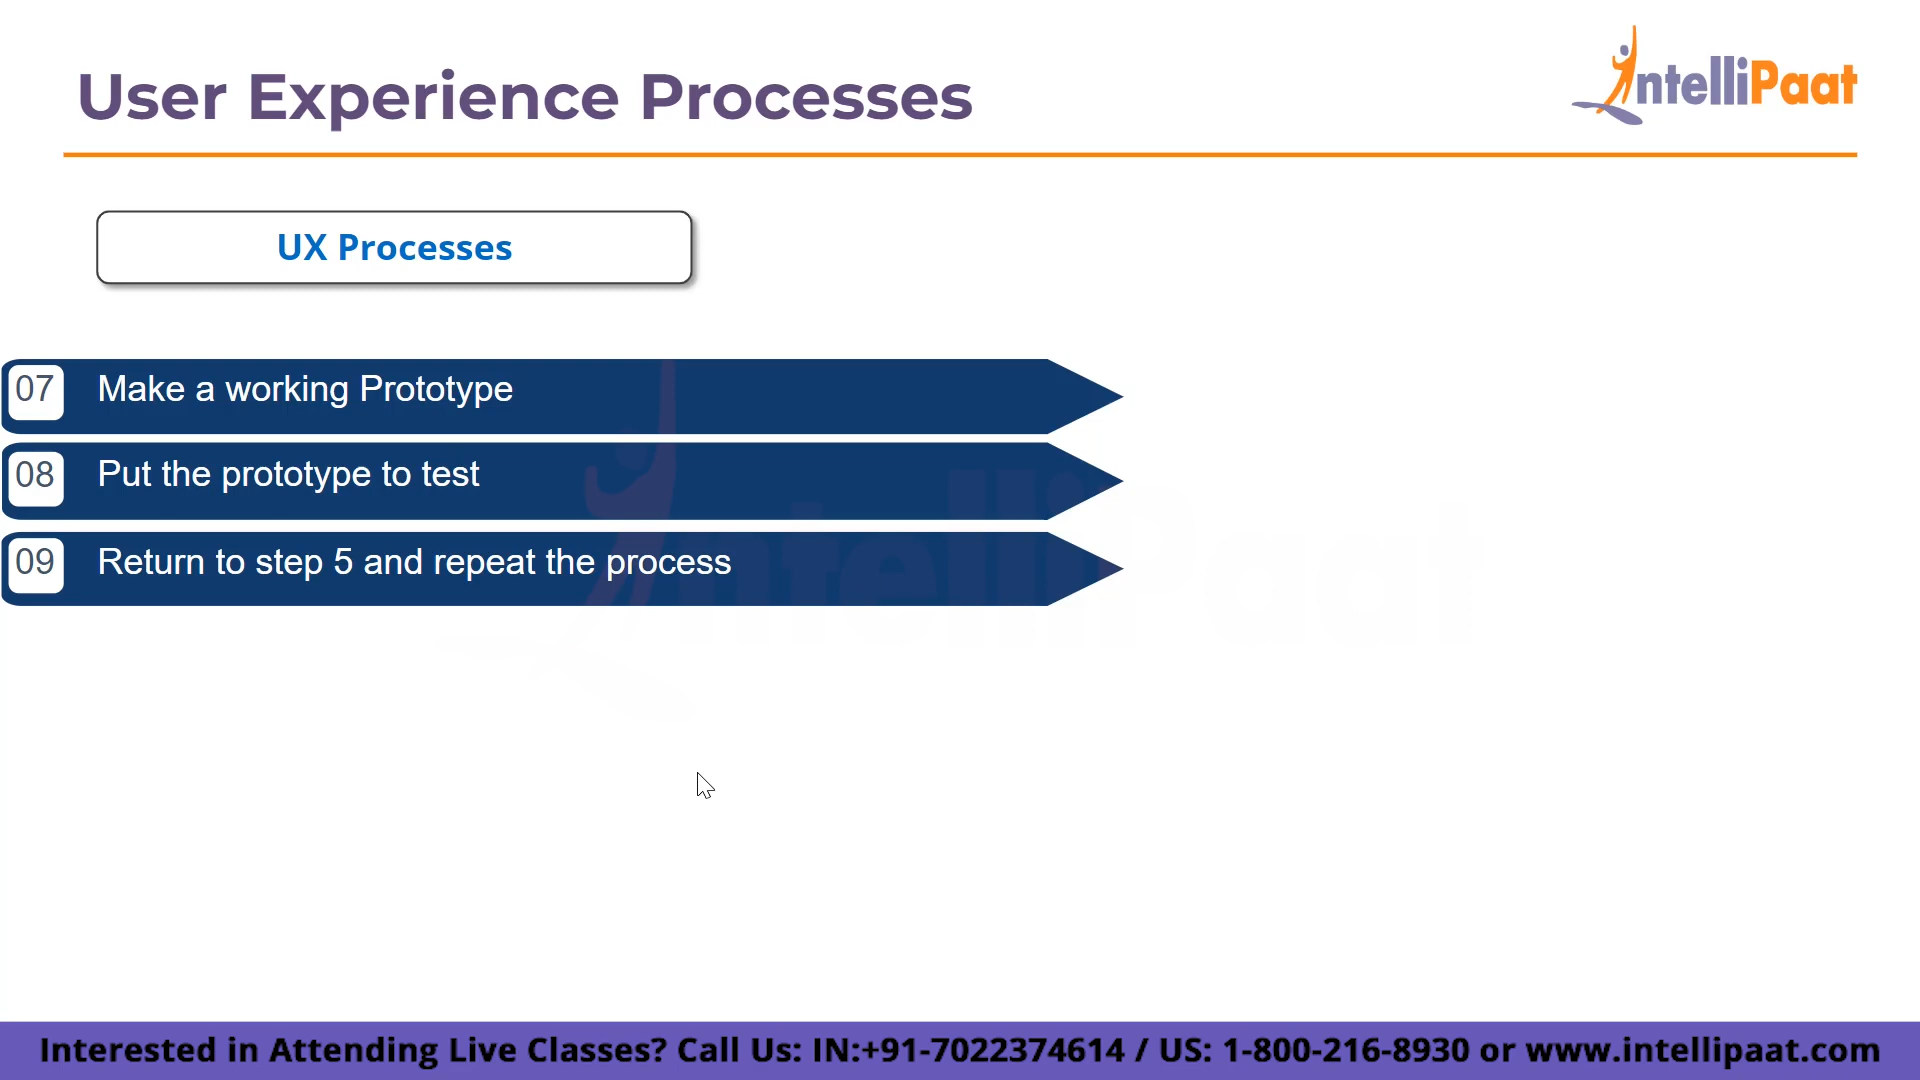 User Experience Processes
IntelliPaat
UX Processes
07 Make a working Prototype
08 Put the prototype to test
09 Return to step 5 and repeat the process
IntelliPaat
Interested in Attending Live Classes? Call Us: IN:+91-7022374614 / US: 1-800-216-8930 or www.intellipaat.com